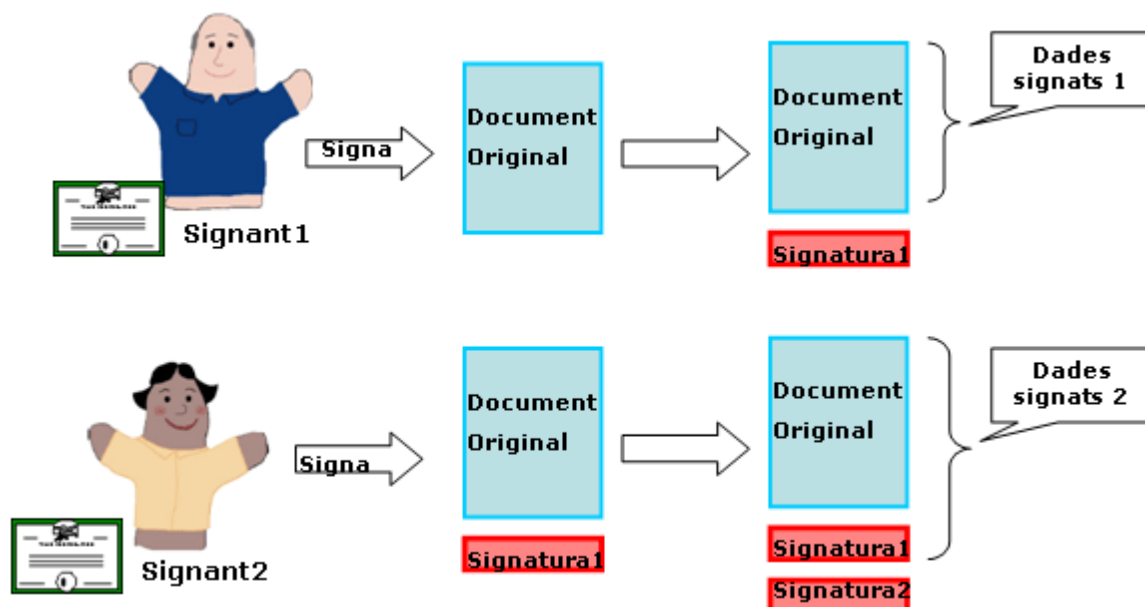 Dades
signats 1
Document
Original
Document
Original
Signa
Signant1
Signatura1
Dades
signats 2
Document
Original
Document
Original
Signa
Signatura1
Signatura1
Signant2
Signatura2